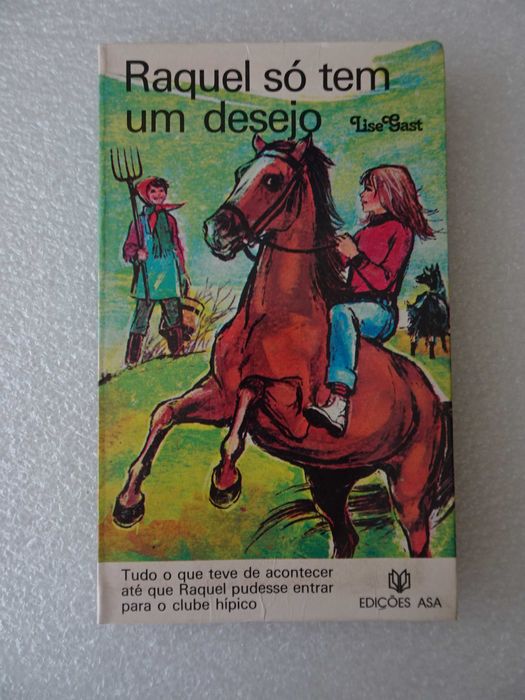 Raquel só tem
um desejo
Lise Gast
Tudo o que teve de acontecer
até que Raquel pudesse entrar
para o clube hípico
EDIÇÕES ASA